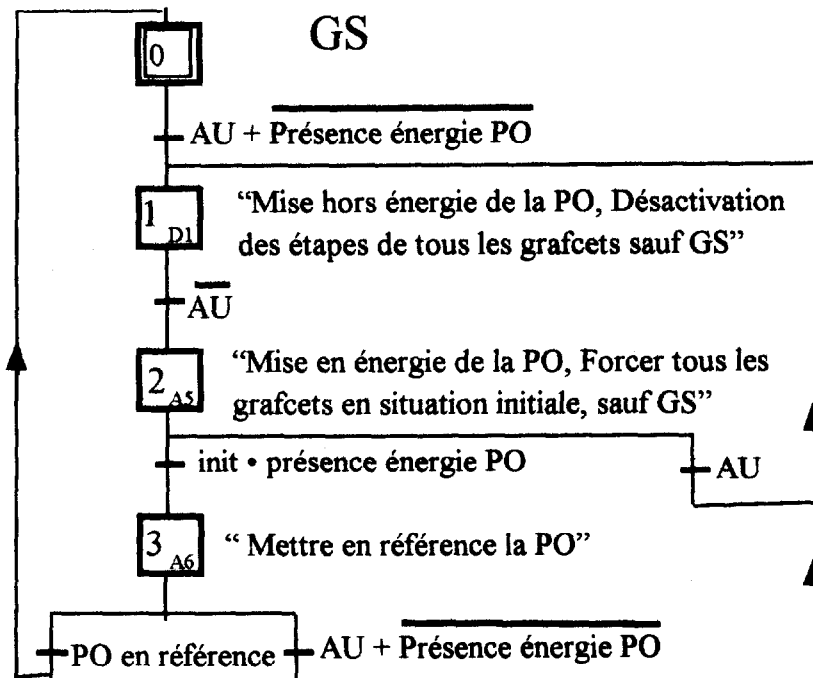 GS
0
AU + Présence énergie PO
1 D1
“Mise hors énergie de la PO, Désactivation
des étapes de tous les grafcets sauf GS”
AU
2 A5
“Mise en énergie de la PO, Forcer tous les
grafcets en situation initiale, sauf GS”
init • présence énergie PO
AU
3 A6
“ Mettre en référence la PO”
PO en référence
AU + Présence énergie PO